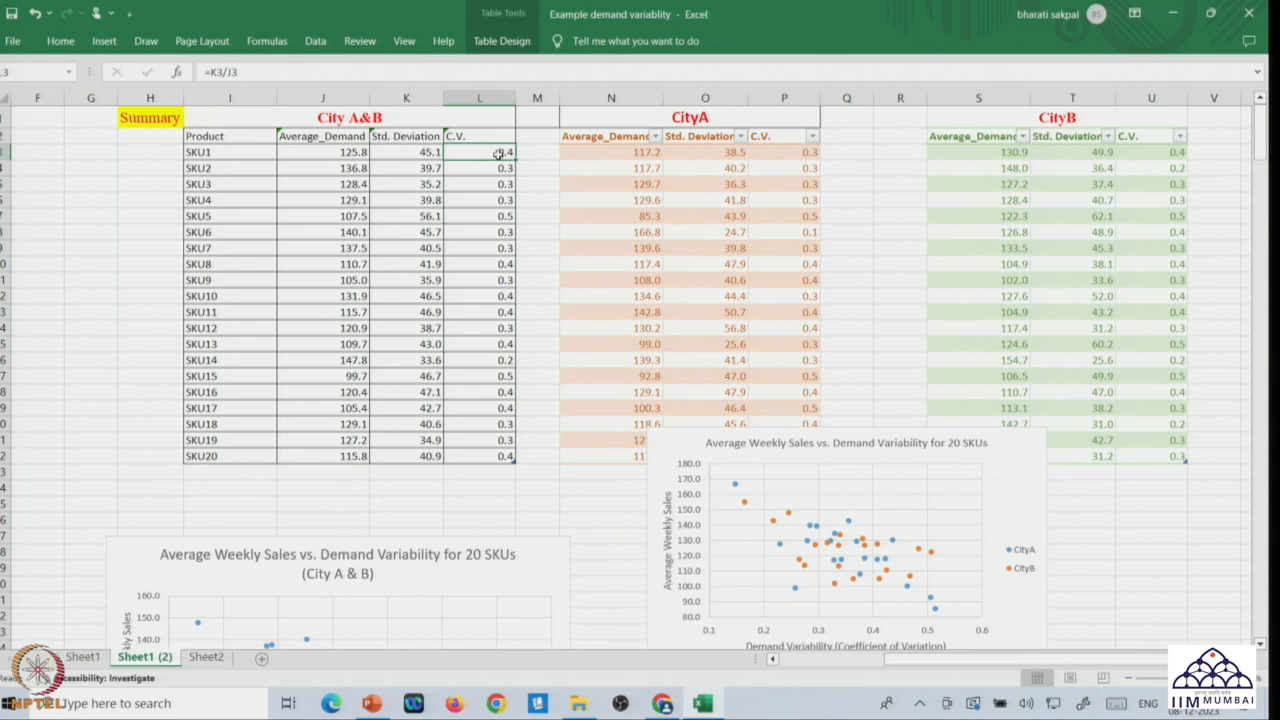 Table Tools
Example demand variablity - Excel
bharati sakpal
BS
File Home Insert Draw Page Layout Formulas Data Review View Help Table Design Tell me what you want to do
.3 fx =K3/J3
F G H I J K L M N O P Q R S T U V
Summary City A&B CityA CityB
Product Average_Demand Std. Deviation C.V. Average_Demand Std. Deviation C.V. Average_Demand Std. Deviation C.V.
SKU1 125.8 45.1 0.4 117.2 38.5 0.3 130.9 49.9 0.4
SKU2 136.8 39.7 0.3 117.7 40.2 0.3 148.0 36.4 0.2
SKU3 128.4 35.2 0.3 129.7 36.3 0.3 127.2 37.4 0.3
SKU4 129.1 39.8 0.3 129.6 41.8 0.3 128.4 40.7 0.3
SKU5 107.5 56.1 0.5 85.3 43.9 0.5 122.3 62.1 0.5
SKU6 140.1 45.7 0.3 166.8 24.7 0.1 126.8 48.9 0.4
SKU7 137.5 40.5 0.3 139.6 39.8 0.3 133.5 45.3 0.3
SKU8 110.7 41.9 0.4 117.4 47.9 0.4 104.9 38.1 0.4
SKU9 105.0 35.9 0.3 108.0 40.6 0.4 102.0 33.6 0.3
SKU10 131.9 46.5 0.4 134.6 44.4 0.3 127.6 52.0 0.4
SKU11 115.7 46.9 0.4 142.8 50.7 0.4 104.9 43.2 0.4
SKU12 120.9 38.7 0.3 130.2 56.8 0.4 117.4 31.2 0.3
SKU13 109.7 43.0 0.4 99.0 25.6 0.3 124.6 60.2 0.5
SKU14 147.8 33.6 0.2 139.3 41.4 0.3 154.7 25.6 0.2
SKU15 99.7 46.7 0.5 92.8 47.0 0.5 106.5 49.9 0.5
SKU16 120.4 47.1 0.4 129.1 47.9 0.4 110.7 47.0 0.4
SKU17 105.4 42.7 0.4 100.3 46.4 0.5 113.1 38.2 0.3
SKU18 129.1 40.6 0.3 118.6 45.6 0.4 142.7 31.0 0.2
SKU19 127.2 34.9 0.3 12 42.7 0.3
SKU20 115.8 40.9 0.4 11 31.2 0.3
Average Weekly Sales vs. Demand Variability for 20 SKUs
180.0
170.0
160.0
150.0
140.0
130.0
120.0
110.0
100.0
90.0
80.0
Average Weekly Sales
0.1 0.2 0.3 0.4 0.5 0.6
Demand Variability (Coefficient of Variation)
CityA
CityB
Average Weekly Sales vs. Demand Variability for 20 SKUs
(City A & B)
160.0
150.0
140.0
Sheet1 Sheet1 (2) Sheet2
Accessibility: Investigate
Type here to search
ENG
08-12-2023
NPTEL
IIM MUMBAI